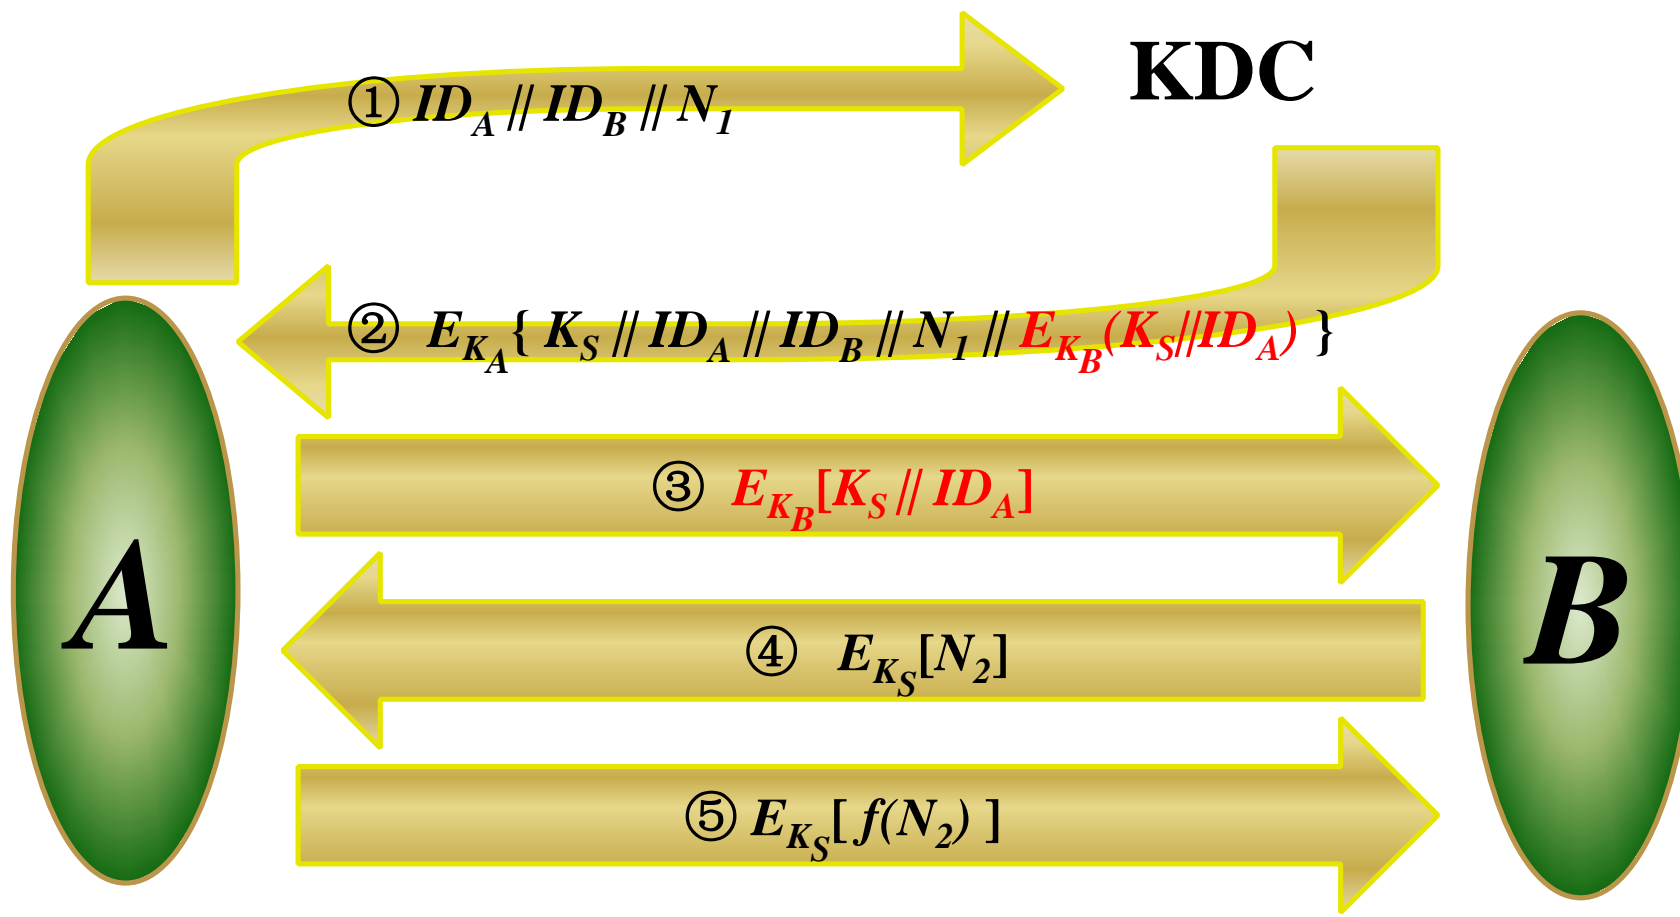 KDC
① ID_A // ID_B // N_1
② E_{K_A}{ K_S // ID_A // ID_B // N_1 // E_{K_B}(K_S//ID_A) }
③ E_{K_B}[K_S // ID_A]
④ E_{K_S}[N_2]
⑤ E_{K_S}[ f(N_2) ]
A
B